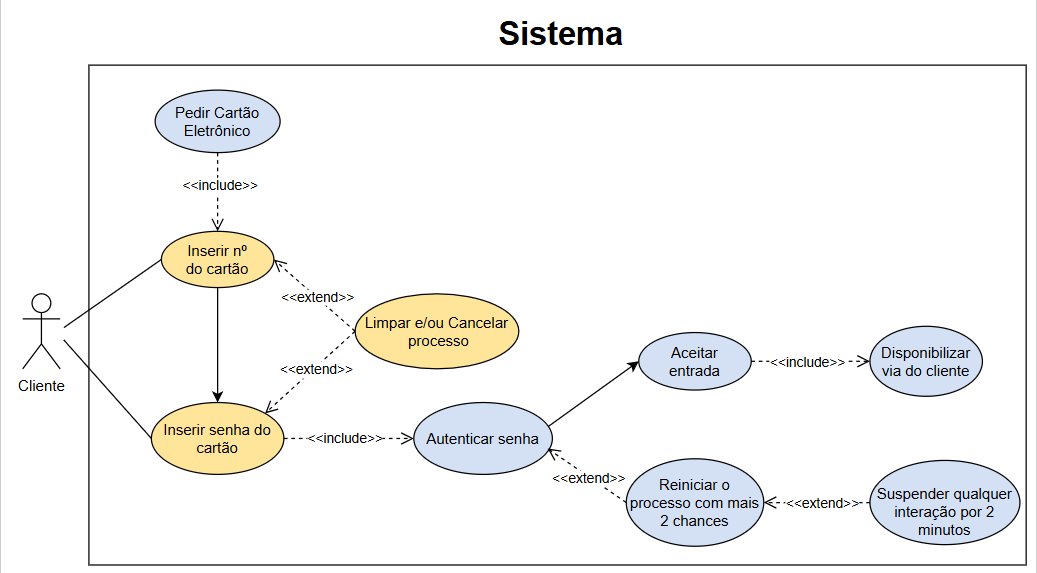 Sistema
Pedir Cartão
Eletrônico
<<include>>
Inserir nº
do cartão
<<extend>>
Limpar e/ou Cancelar
processo
<<extend>>
Cliente
Inserir senha do
cartão
<<include>>
Autenticar senha
Aceitar
entrada
<<include>>
Disponibilizar
via do cliente
<<extend>>
Reiniciar o
processo com mais
2 chances
<<extend>>
Suspender qualquer
interação por 2
minutos